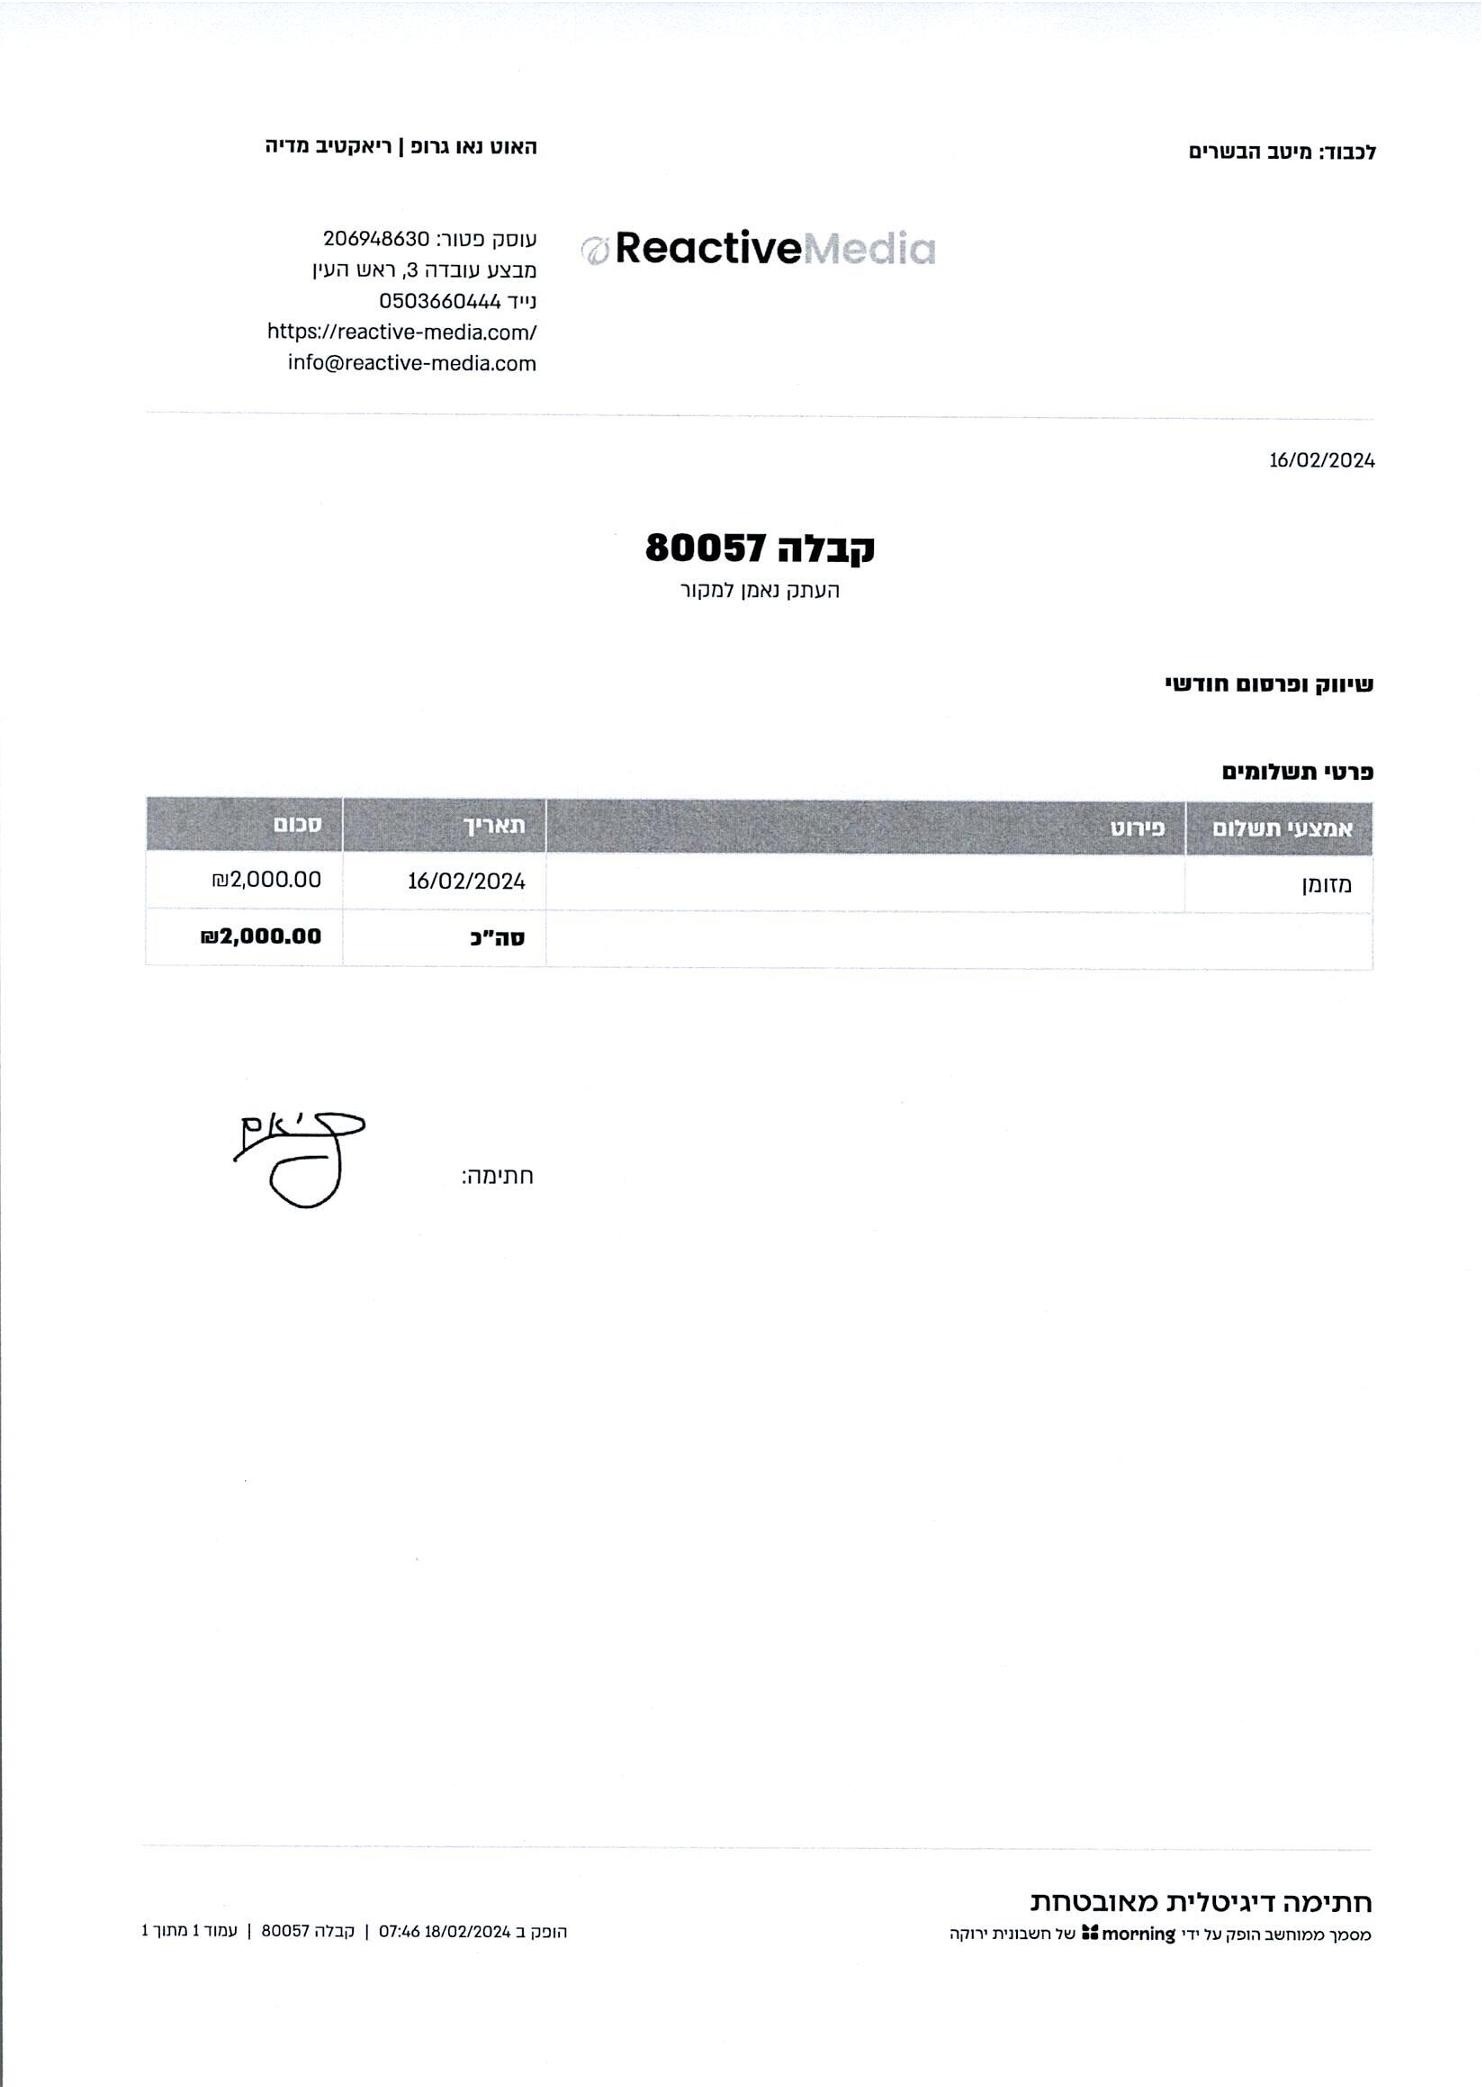 לכבוד: מיטב הבשרים
האוט נאו גרופ | ריאקטיב מדיה
ReactiveMedia
עוסק פטור: 206948630
מבצע עובדה 3, ראש העין
נייד 0503660444
https://reactive-media.com/
info@reactive-media.com
16/02/2024
קבלה 80057
העתק נאמן למקור
שיווק ופרסום חודשי
פרטי תשלומים
אמצעי תשלום פירוט תאריך סכום
מזומן 16/02/2024 ₪2,000.00
סה"כ ₪2,000.00
חתימה:
חתימה דיגיטלית מאובטחת
מסמך ממוחשב הופק על ידי morning של חשבונית ירוקה
הופק ב 18/02/2024 07:46 | קבלה 80057 | עמוד 1 מתוך 1